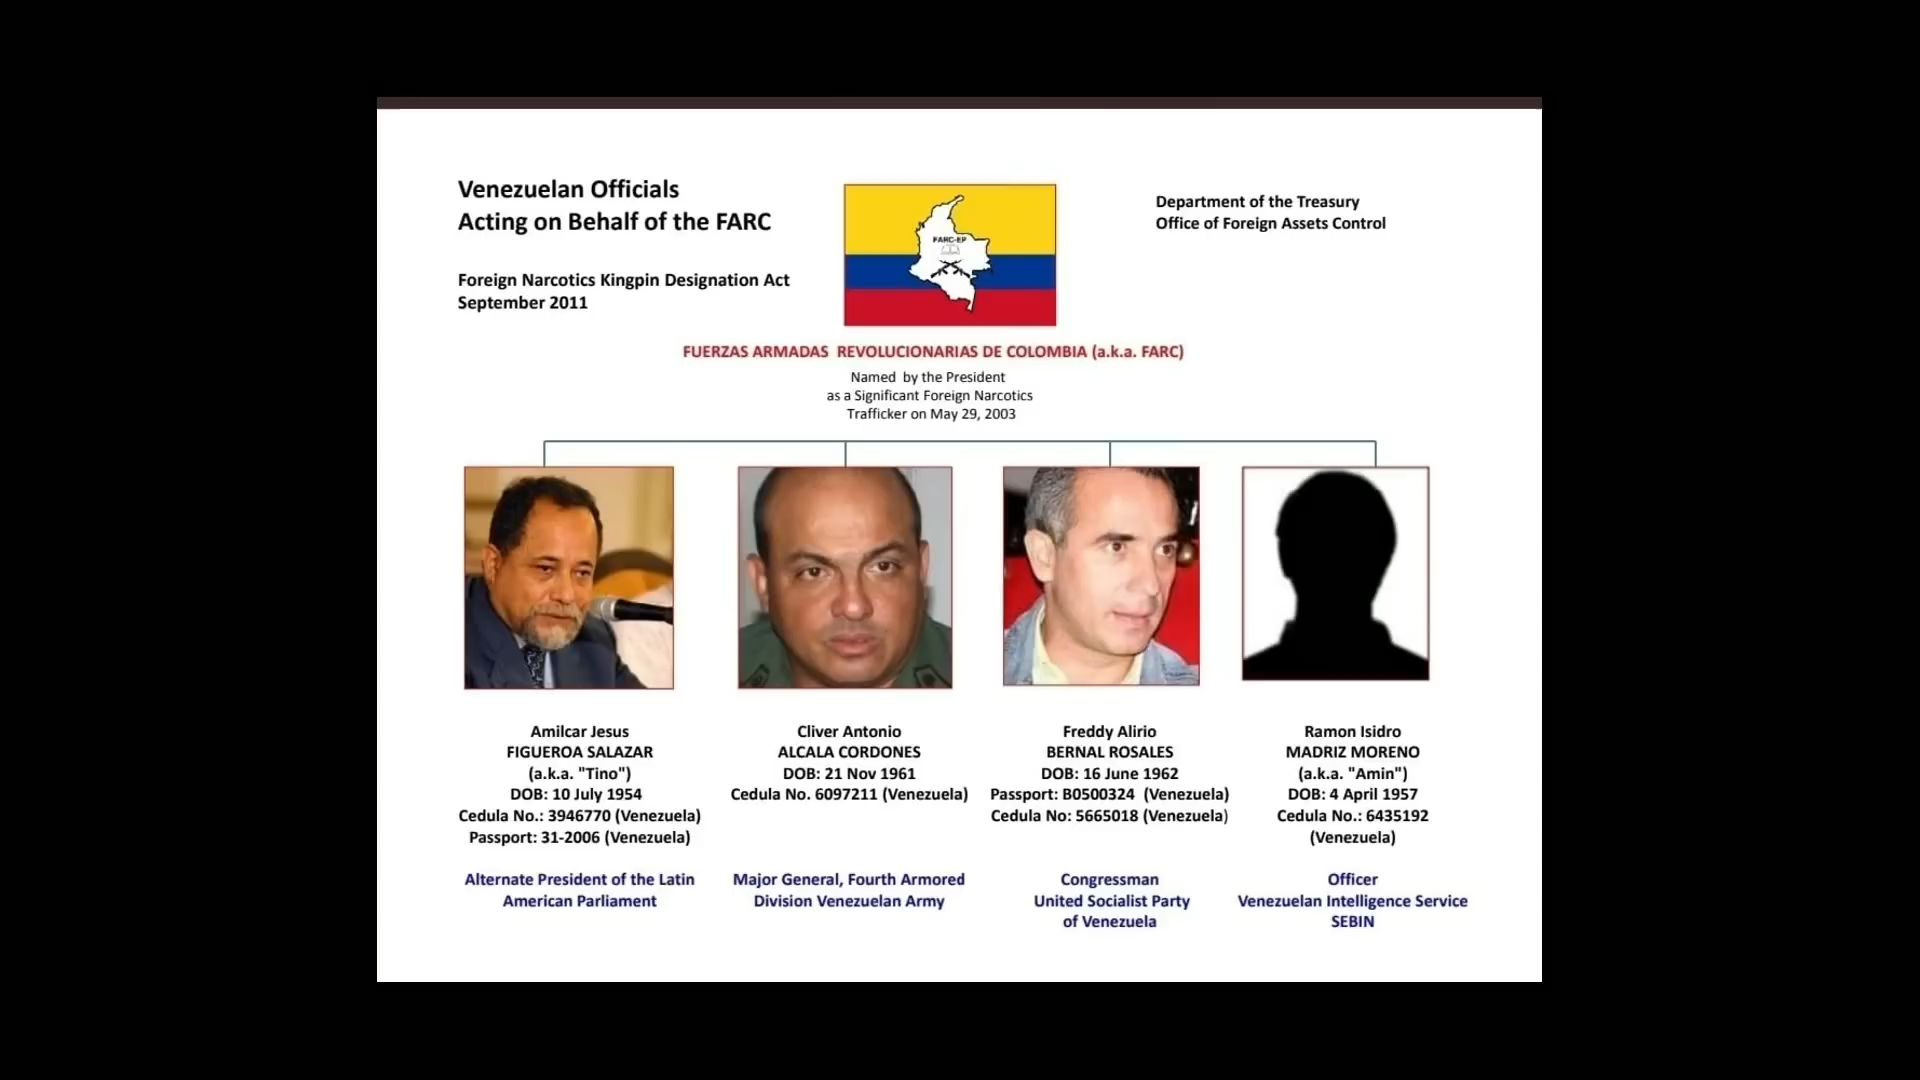 Venezuelan Officials
Acting on Behalf of the FARC
Foreign Narcotics Kingpin Designation Act
September 2011
FARC-EP
Department of the Treasury
Office of Foreign Assets Control
FUERZAS ARMADAS REVOLUCIONARIAS DE COLOMBIA (a.k.a. FARC)
Named by the President
as a Significant Foreign Narcotics
Trafficker on May 29, 2003
Amilcar Jesus
FIGUEROA SALAZAR
(a.k.a. "Tino")
DOB: 10 July 1954
Cedula No.: 3946770 (Venezuela)
Passport: 31-2006 (Venezuela)
Alternate President of the Latin
American Parliament
Cliver Antonio
ALCALA CORDONES
DOB: 21 Nov 1961
Cedula No. 6097211 (Venezuela)
Major General, Fourth Armored
Division Venezuelan Army
Freddy Alirio
BERNAL ROSALES
DOB: 16 June 1962
Passport: B0500324 (Venezuela)
Cedula No: 5665018 (Venezuela)
Congressman
United Socialist Party
of Venezuela
Ramon Isidro
MADRIZ MORENO
(a.k.a. "Amin")
DOB: 4 April 1957
Cedula No.: 6435192
(Venezuela)
Officer
Venezuelan Intelligence Service
SEBIN